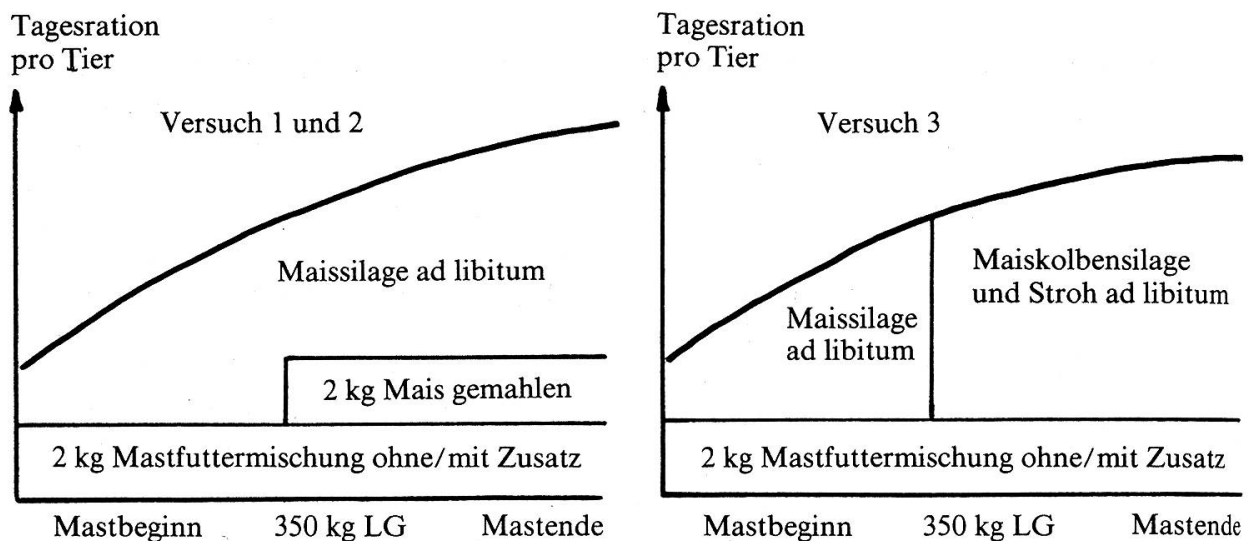 Tagesration
pro Tier
Versuch 1 und 2
Maissilage ad libitum
2 kg Mais gemahlen
2 kg Mastfuttermischung ohne/mit Zusatz
Mastbeginn 350 kg LG Mastende
Tagesration
pro Tier
Versuch 3
Maiskolbensilage
und Stroh ad libitum
Maissilage
ad libitum
2 kg Mastfuttermischung ohne/mit Zusatz
Mastbeginn 350 kg LG Mastende